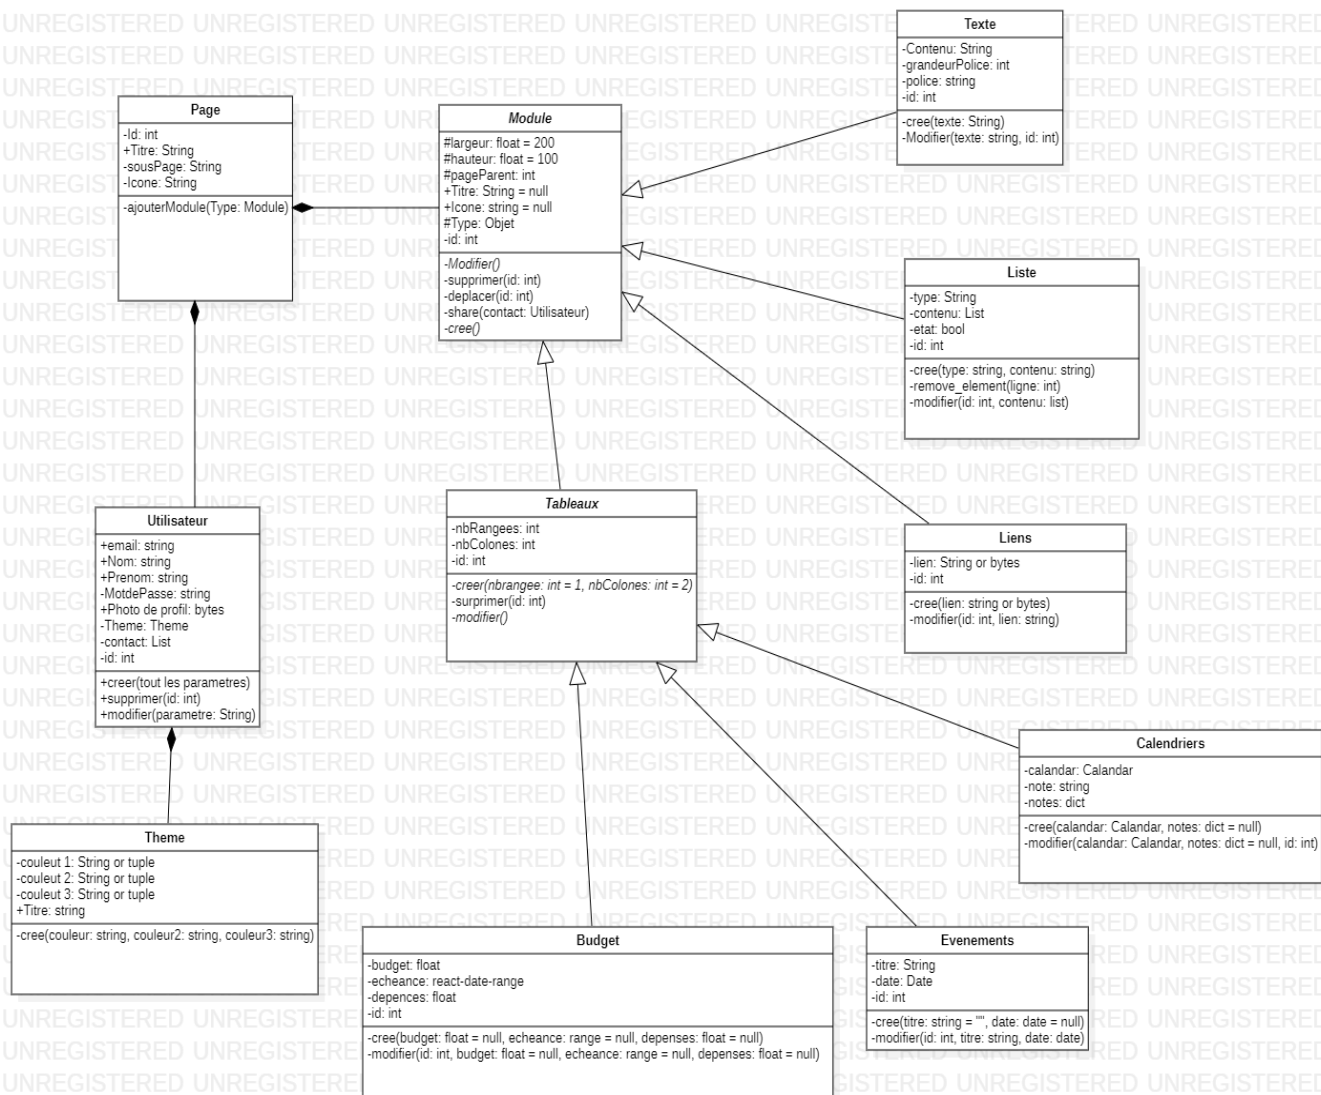 Page
-Id: int
+Titre: String
-sousPage: String
-Icone: String
-ajouterModule(Type: Module)
Module
#largeur: float = 200
#hauteur: float = 100
#pageParent: int
+Titre: String = null
+Icone: string = null
#Type: Objet
-id: int
-Modifier()
-supprimer(id: int)
-deplacer(id: int)
-share(contact: Utilisateur)
-cree()
Texte
-Contenu: String
-grandeurPolice: int
-police: string
-id: int
-cree(texte: String)
-Modifier(texte: string, id: int)
Liste
-type: String
-contenu: List
-etat: bool
-id: int
-cree(type: string, contenu: string)
-remove_element(ligne: int)
-modifier(id: int, contenu: list)
Liens
-lien: String or bytes
-id: int
-cree(lien: string or bytes)
-modifier(id: int, lien: string)
Tableaux
-nbRangees: int
-nbColones: int
-id: int
-creer(nbrangee: int = 1, nbColones: int = 2)
-surprimer(id: int)
-modifier()
Utilisateur
+email: string
+Nom: string
+Prenom: string
-MotdePasse: string
+Photo de profil: bytes
-Theme: Theme
-contact: List
-id: int
+creer(tout les parametres)
+supprimer(id: int)
+modifier(parametre: String)
Calendriers
-calandar: Calandar
-note: string
-notes: dict
-cree(calandar: Calandar, notes: dict = null)
-modifier(calandar: Calandar, notes: dict = null, id: int)
Theme
-couleut 1: String or tuple
-couleut 2: String or tuple
-couleut 3: String or tuple
+Titre: string
-cree(couleur: string, couleur2: string, couleur3: string)
Budget
-budget: float
-echeance: react-date-range
-depences: float
-id: int
-cree(budget: float = null, echeance: range = null, depenses: float = null)
-modifier(id: int, budget: float = null, echeance: range = null, depenses: float = null)
Evenements
-titre: String
-date: Date
-id: int
-cree(titre: string = "", date: date = null)
-modifier(id: int, titre: string, date: date)
UNREGISTERED